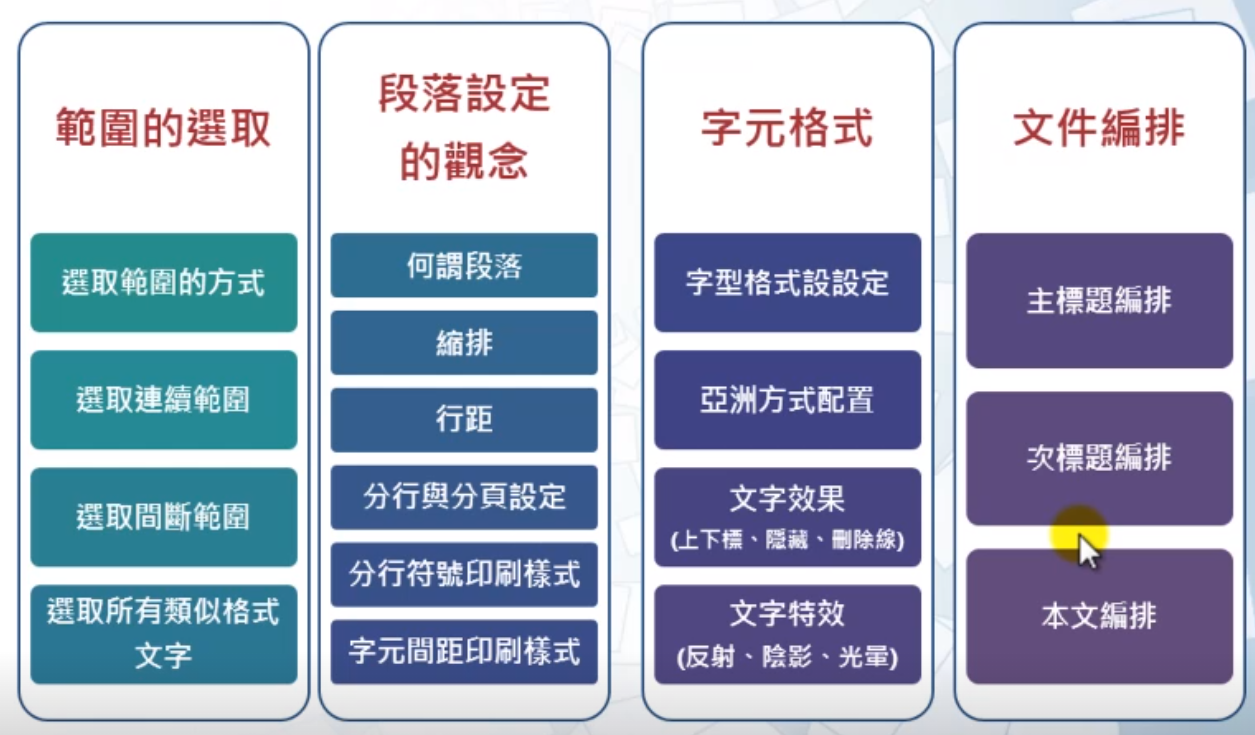 範圍的選取
選取範圍的方式
選取連續範圍
選取間斷範圍
選取所有類似格式
文字
段落設定
的觀念
何謂段落
縮排
行距
分行與分頁設定
分行符號印刷樣式
字元間距印刷樣式
字元格式
字型格式設設定
亞洲方式配置
文字效果
(上下標、隱藏、刪除線)
文字特效
(反射、陰影、光暈)
文件編排
主標題編排
次標題編排
本文編排